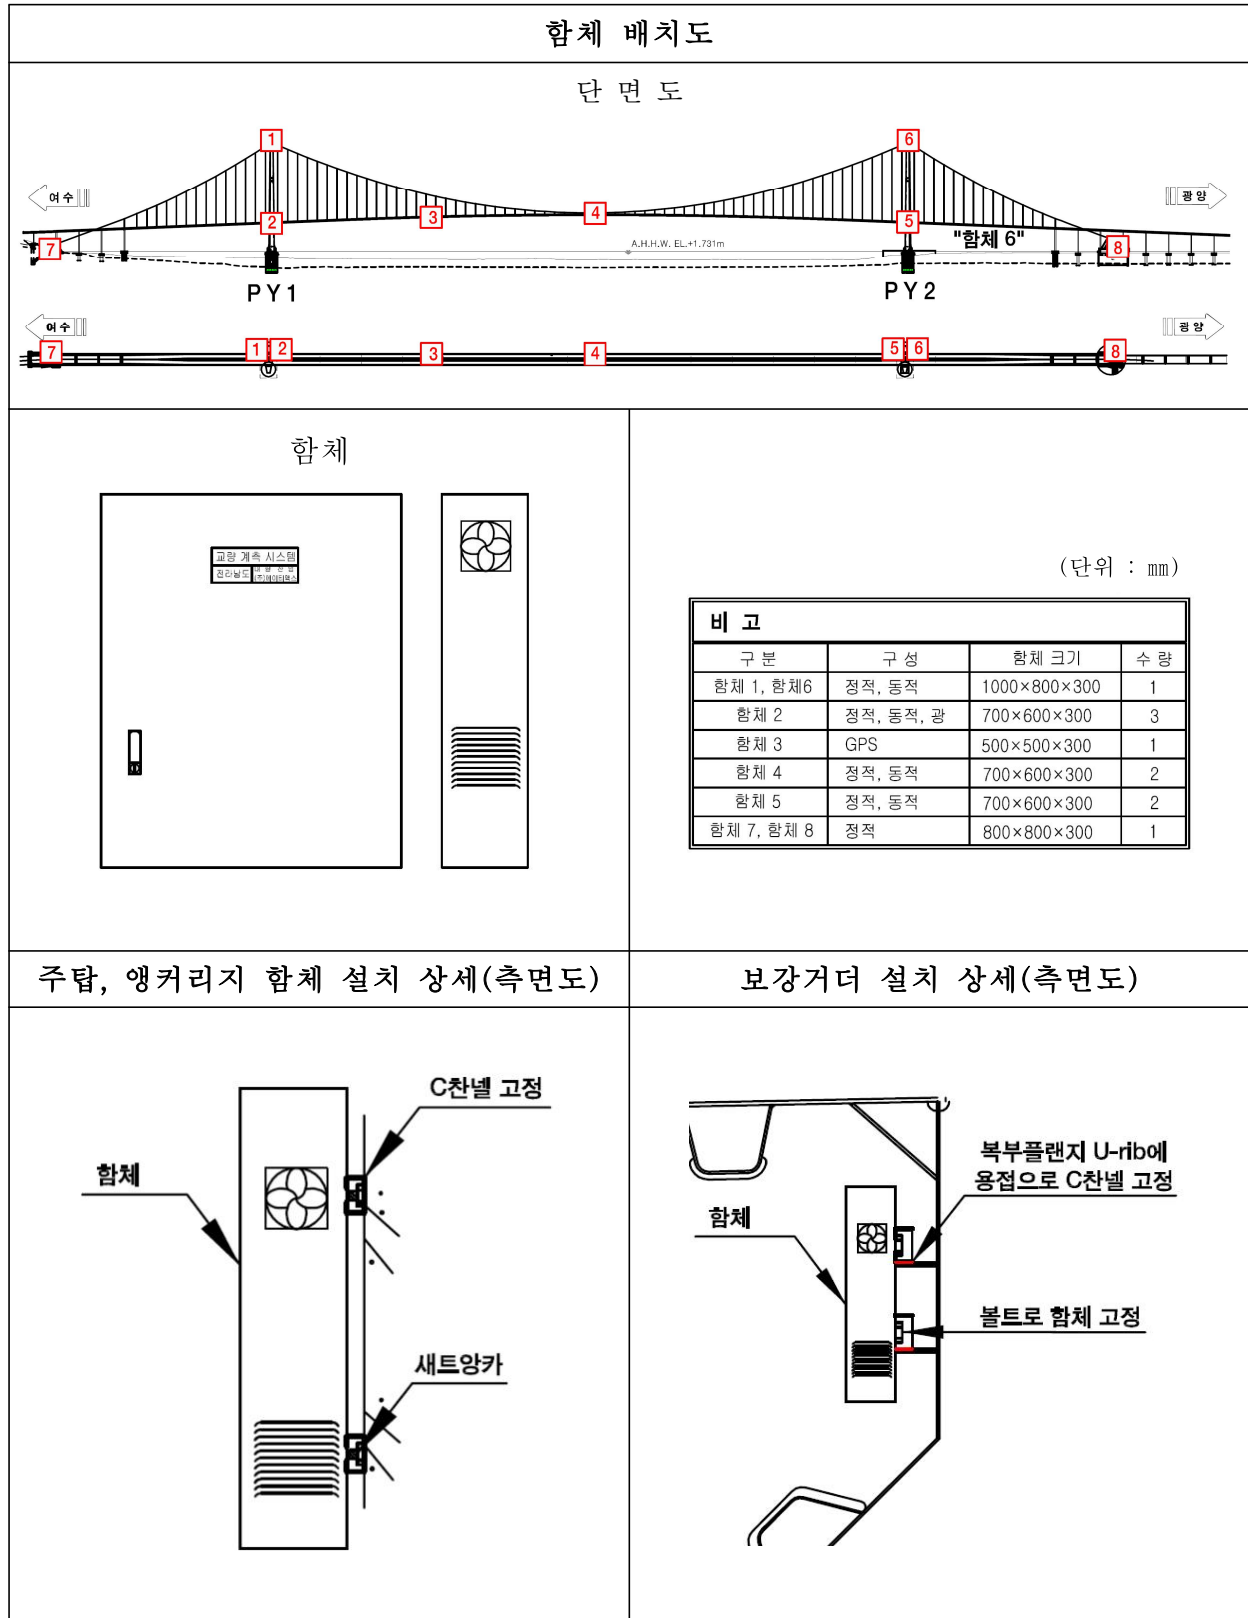 함체 배치도
단 면 도
1 6
여 수 광 양
2 3 4 5
"함체 6"
7 A.H.H.W. EL.+1.731m 8
P Y 1 P Y 2
여 수 광 양
7 1 2 3 4 5 6 8
함체
교량 계측 시스템
전라남도
(단위 : mm)
비 고
구 분 구 성 함체 크기 수 량
함체 1, 함체6 정적, 동적 1000×800×300 1
함체 2 정적, 동적, 광 700×600×300 3
함체 3 GPS 500×500×300 1
함체 4 정적, 동적 700×600×300 2
함체 5 정적, 동적 700×600×300 2
함체 7, 함체 8 정적 800×800×300 1
주탑, 앵커리지 함체 설치 상세(측면도)
보강거더 설치 상세(측면도)
C찬넬 고정
함체
새트앙카
복부플랜지 U-rib에
용접으로 C찬넬 고정
함체
볼트로 함체 고정